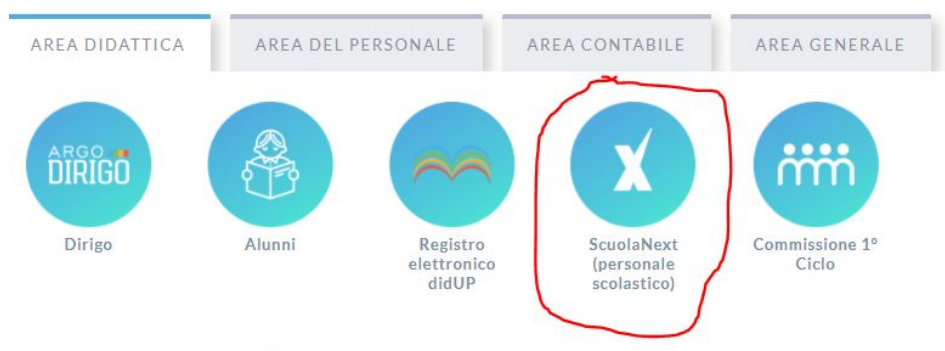 AREA DIDATTICA
AREA DEL PERSONALE
AREA CONTABILE
AREA GENERALE
ARGO
DIRIGO
Dirigo
Alunni
Registro
elettronico
didUP
ScuolaNext
(personale
scolastico)
Commissione 1°
Ciclo